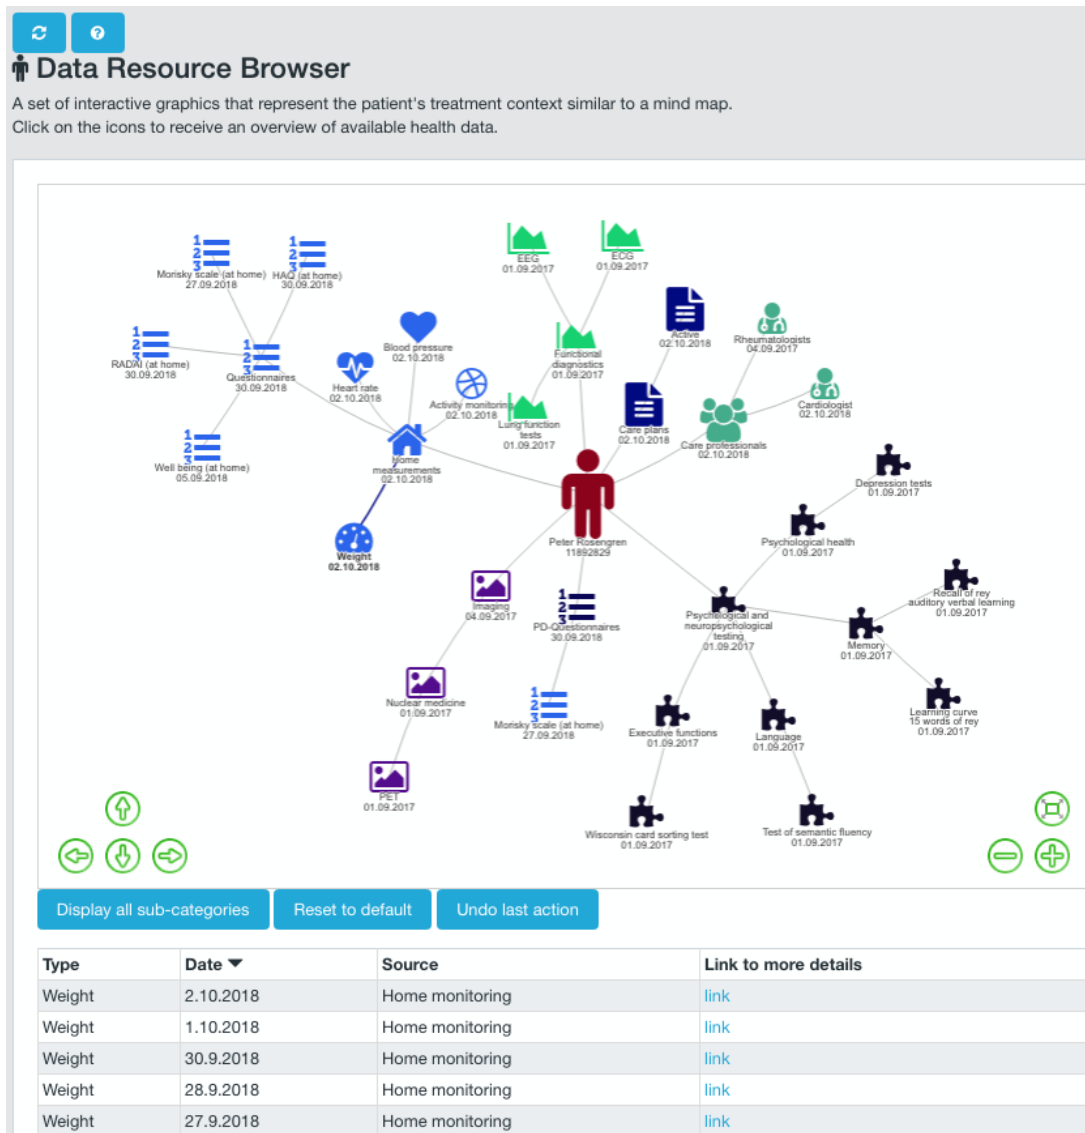 Data Resource Browser
A set of interactive graphics that represent the patient's treatment context similar to a mind map.
Click on the icons to receive an overview of available health data.
Morisky scale (at home)
27.09.2018
HAQ (at home)
30.09.2018
RADAI (at home)
30.09.2018
Questionnaires
30.09.2018
Well being (at home)
05.09.2018
Heart rate
02.10.2018
Blood pressure
02.10.2018
Activity monitoring
02.10.2018
Home
measurements
02.10.2018
Weight
02.10.2018
EEG
01.09.2017
ECG
01.09.2017
Functional
diagnostics
01.09.2017
Lung function
tests
01.09.2017
Active
02.10.2018
Care plans
02.10.2018
Rheumatologists
04.09.2017
Cardiologist
02.10.2018
Care professionals
02.10.2018
Peter Rosengren
11892829
Depression tests
01.09.2017
Psychological health
01.09.2017
Psychological and
neuropsychological
testing
01.09.2017
Recall of rey
auditory verbal learning
01.09.2017
Memory
01.09.2017
Learning curve
15 words of rey
01.09.2017
Imaging
04.09.2017
PD-Questionnaires
30.09.2018
Nuclear medicine
01.09.2017
Morisky scale (at home)
27.09.2018
PET
01.09.2017
Executive functions
01.09.2017
Language
01.09.2017
Wisconsin card sorting test
01.09.2017
Test of semantic fluency
01.09.2017
Display all sub-categories
Reset to default
Undo last action
Type Date Source Link to more details
Weight 2.10.2018 Home monitoring link
Weight 1.10.2018 Home monitoring link
Weight 30.9.2018 Home monitoring link
Weight 28.9.2018 Home monitoring link
Weight 27.9.2018 Home monitoring link